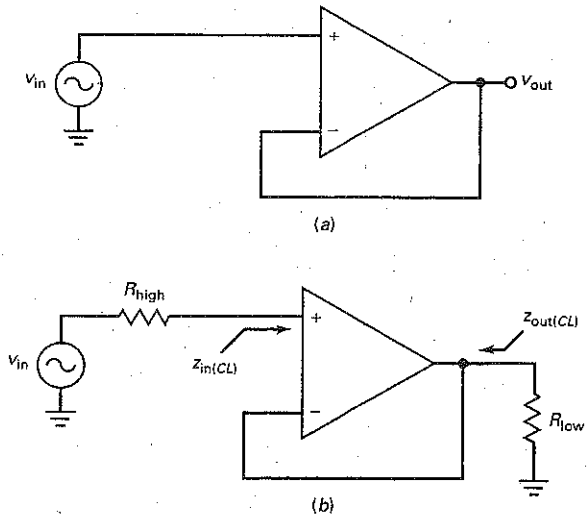 +
v_in
v_out
−
(a)
R_high
+
z_in(CL)
z_out(CL)
v_in
−
R_low
(b)